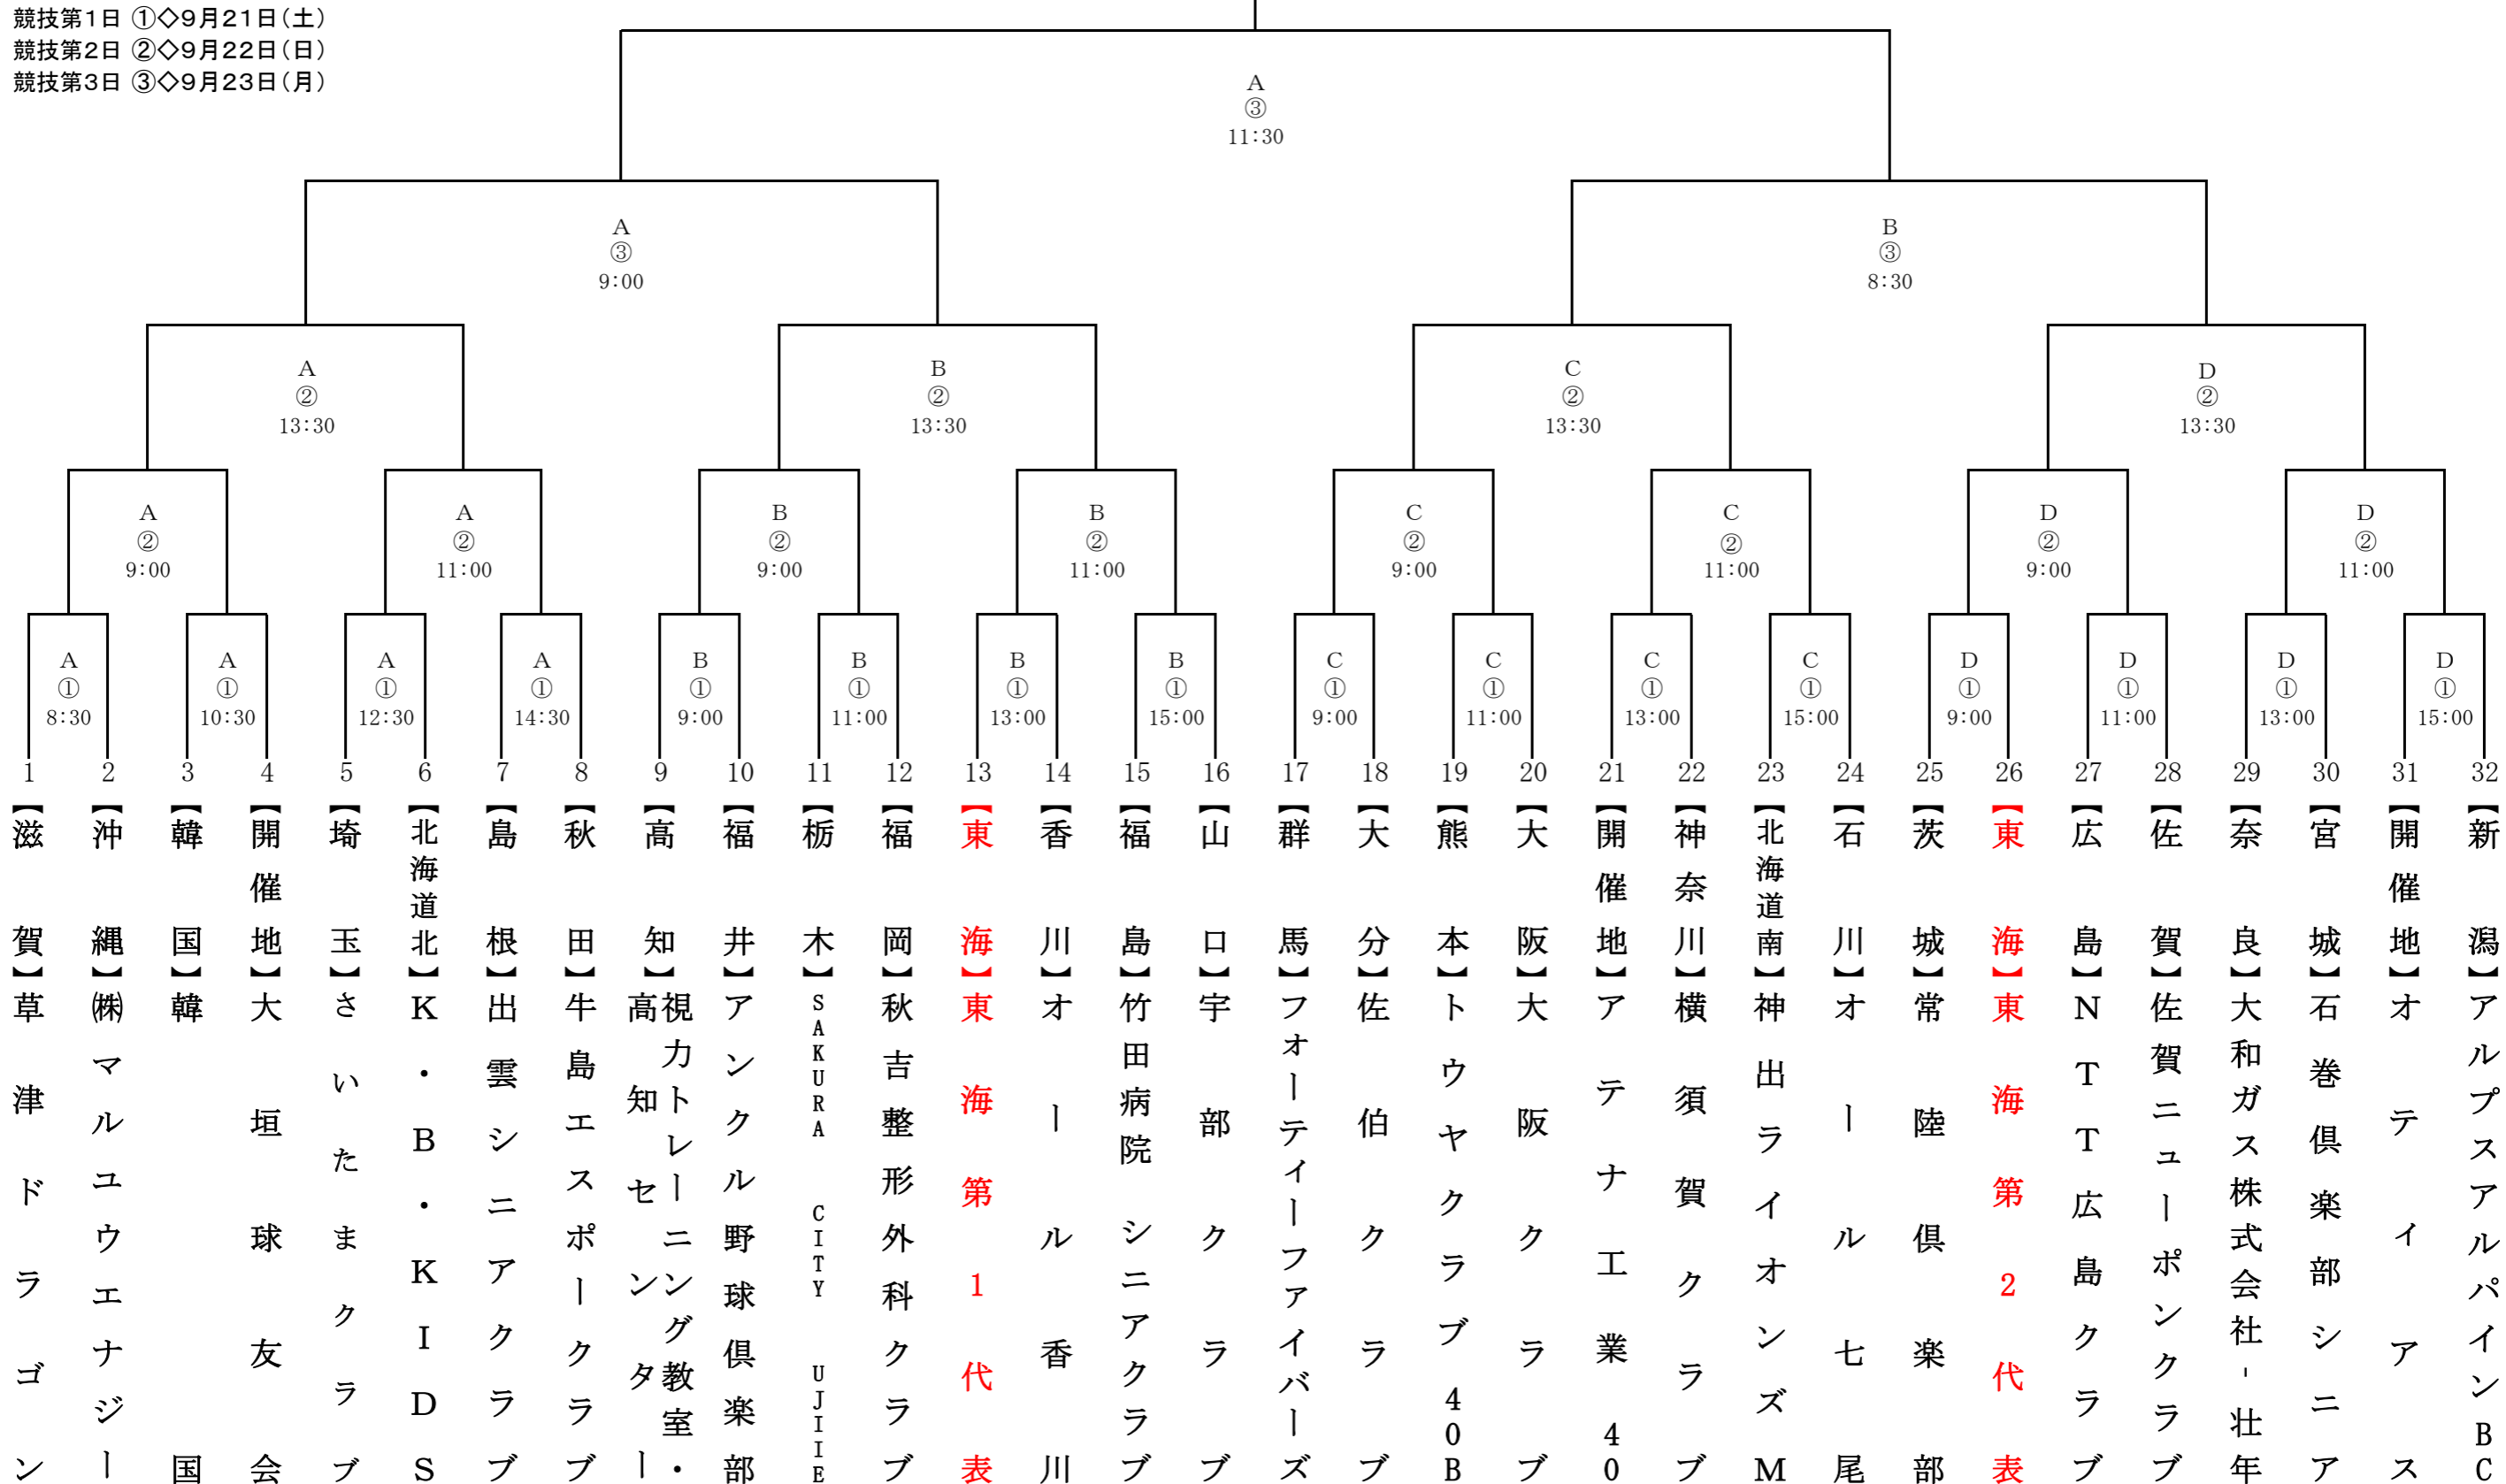 競技第1日 ①◇9月21日(土)
競技第2日 ②◇9月22日(日)
競技第3日 ③◇9月23日(月)
A
③
11:30
A
③
9:00
B
③
8:30
A
②
13:30
B
②
13:30
C
②
13:30
D
②
13:30
A
②
9:00
A
②
11:00
B
②
9:00
B
②
11:00
C
②
9:00
C
②
11:00
D
②
9:00
D
②
11:00
A
①
8:30
A
①
10:30
A
①
12:30
A
①
14:30
B
①
9:00
B
①
11:00
B
①
13:00
B
①
15:00
C
①
9:00
C
①
11:00
C
①
13:00
C
①
15:00
D
①
9:00
D
①
11:00
D
①
13:00
D
①
15:00
1
【滋賀】草津ドラゴン
2
【沖縄】㈱マルユウエナジー
3
【韓国】韓国
4
【開催地】大垣球友会
5
【埼玉】さいたまクラブ
6
【北海道北】K・B・KIDS
7
【島根】出雲シニアクラブ
8
【秋田】牛島エスポークラブ
9
【高知】視力トレーニング教室・
高知センター
10
【福井】アンクル野球倶楽部
11
【栃木】SAKURA CITY UJIIE
12
【福岡】秋吉整形外科クラブ
13
【東海】東海第1代表
14
【香川】オール香川
15
【福島】竹田病院シニアクラブ
16
【山口】宇部クラブ
17
【群馬】フォーティーファイバーズ
18
【大分】佐伯クラブ
19
【熊本】トウヤクラブ40B
20
【大阪】大阪クラブ
21
【開催地】アテナ工業40
22
【神奈川】横須賀クラブ
23
【北海道南】神出ライオンズM
24
【石川】オール七尾
25
【茨城】常陸倶楽部
26
【東海】東海第2代表
27
【広島】NTT広島クラブ
28
【佐賀】佐賀ニューポンクラブ
29
【奈良】大和ガス株式会社-壮年
30
【宮城】石巻倶楽部シニア
31
【開催地】オティアス
32
【新潟】アルプスアルパインBC